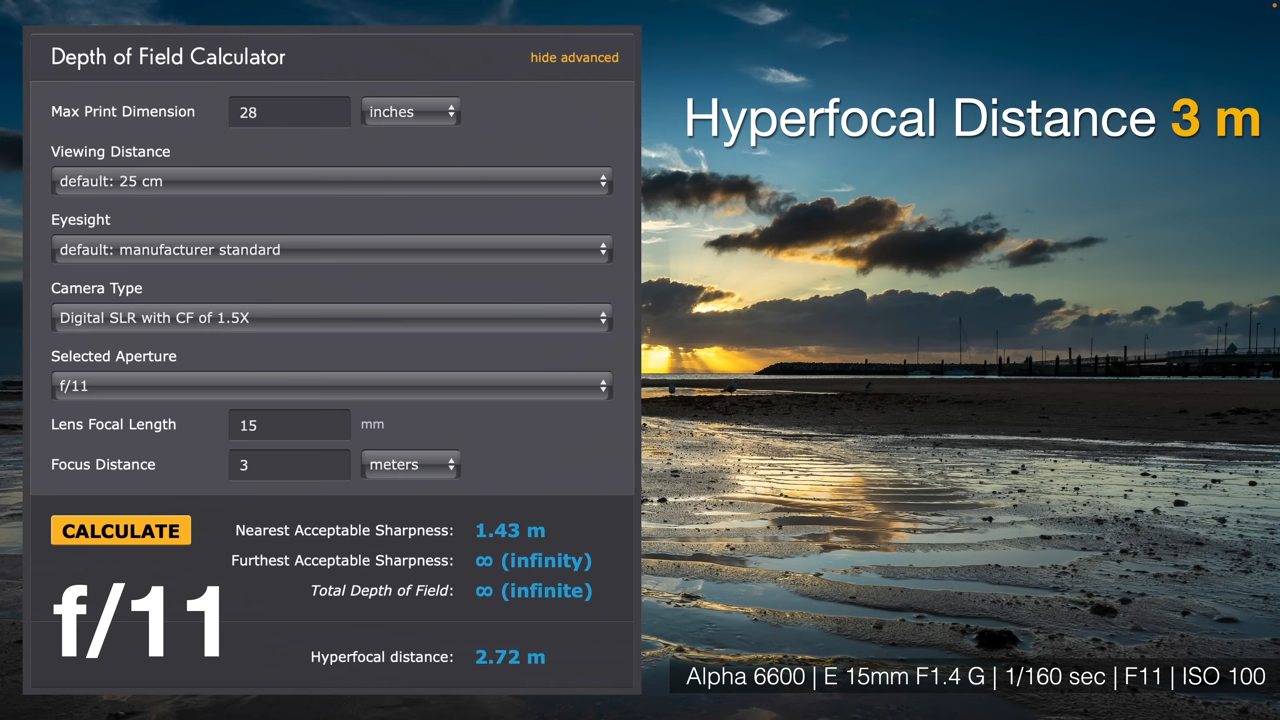 Depth of Field Calculator
hide advanced
Max Print Dimension 28 inches
Viewing Distance
default: 25 cm
Eyesight
default: manufacturer standard
Camera Type
Digital SLR with CF of 1.5X
Selected Aperture
f/11
Lens Focal Length 15 mm
Focus Distance 3 meters
CALCULATE
Nearest Acceptable Sharpness: 1.43 m
Furthest Acceptable Sharpness: ∞ (infinity)
Total Depth of Field: ∞ (infinite)
f/11
Hyperfocal distance: 2.72 m
Hyperfocal Distance 3 m
Alpha 6600 | E 15mm F1.4 G | 1/160 sec | F11 | ISO 100